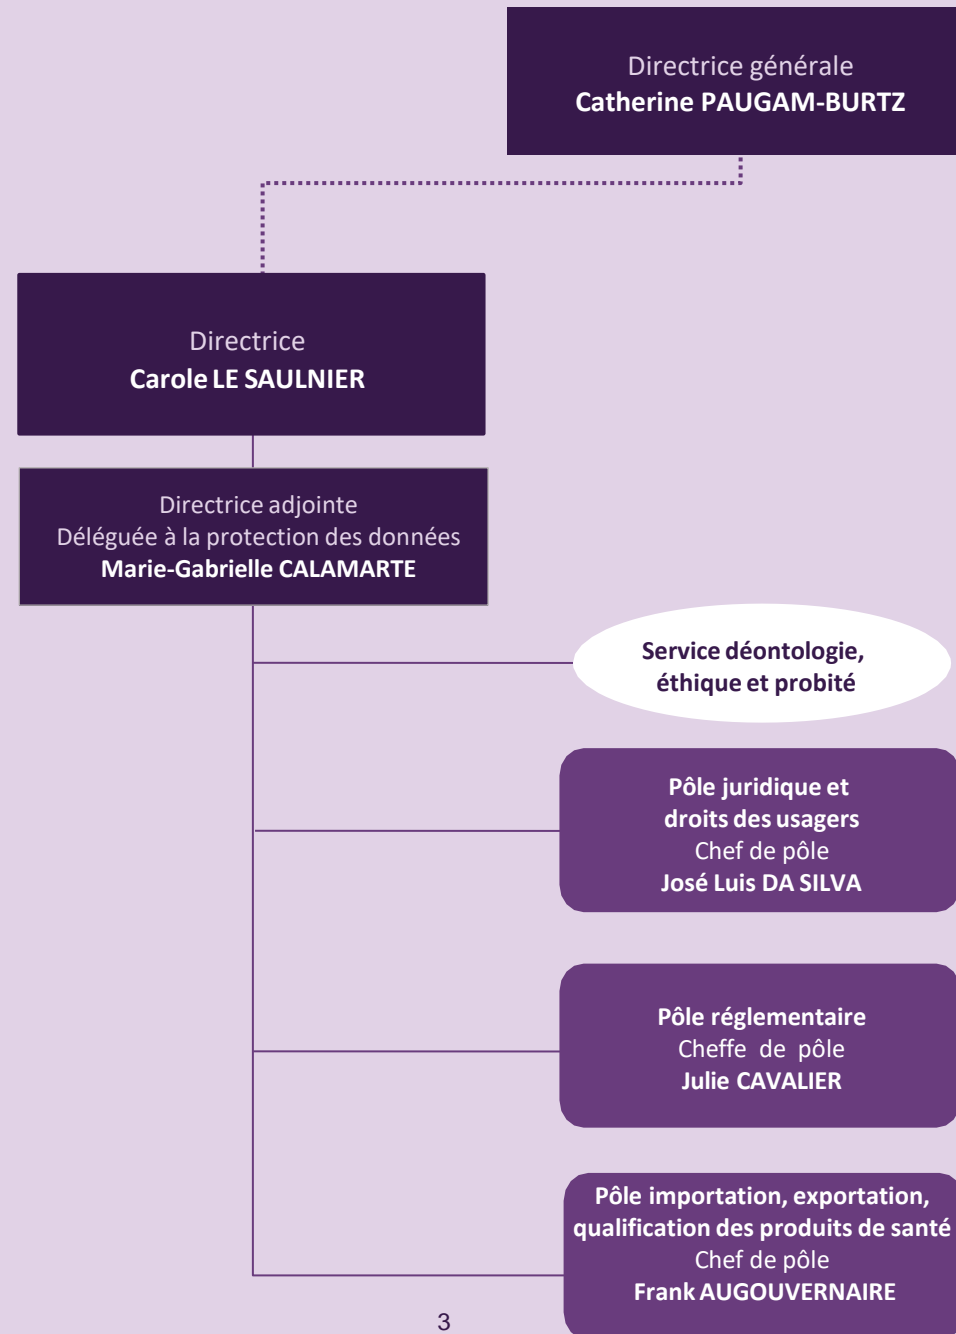 Directrice générale
Catherine PAUGAM-BURTZ
Directrice
Carole LE SAULNIER
Directrice adjointe
Déléguée à la protection des données
Marie-Gabrielle CALAMARTE
Service déontologie,
éthique et probité
Pôle juridique et
droits des usagers
Chef de pôle
José Luis DA SILVA
Pôle réglementaire
Cheffe de pôle
Julie CAVALIER
Pôle importation, exportation,
qualification des produits de santé
Chef de pôle
Frank AUGOUVERNAIRE
3